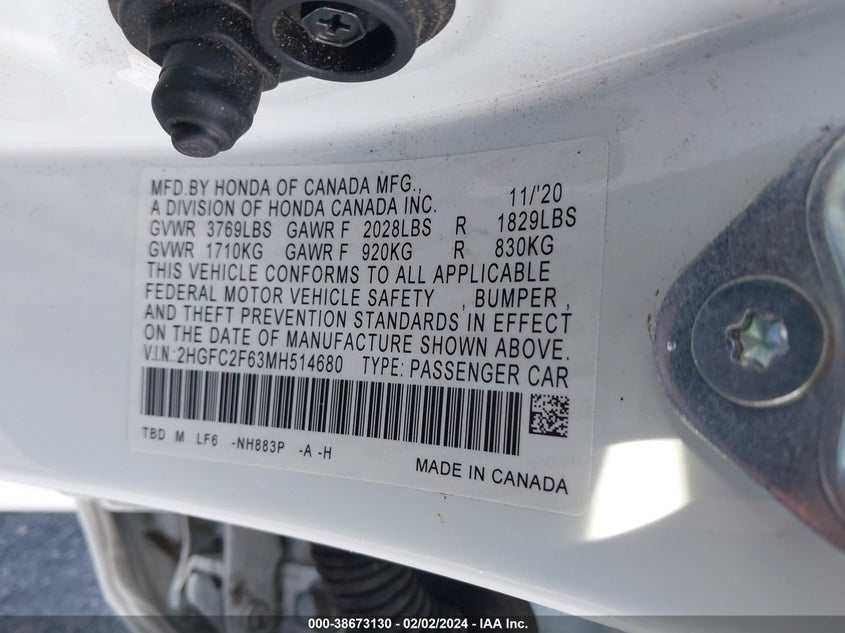 MFD.BY HONDA OF CANADA MFG., 11/'20
A DIVISION OF HONDA CANADA INC.
GVWR 3769LBS GAWR F 2028LBS R 1829LBS
GVWR 1710KG GAWR F 920KG R 830KG
THIS VEHICLE CONFORMS TO ALL APPLICABLE
FEDERAL MOTOR VEHICLE SAFETY , BUMPER ,
AND THEFT PREVENTION STANDARDS IN EFFECT
ON THE DATE OF MANUFACTURE SHOWN ABOVE.
V.I.N.:2HGFC2F63MH514680 TYPE: PASSENGER CAR
TBD M LF6 -NH883P -A -H
MADE IN CANADA
000-38673130 - 02/02/2024 - IAA Inc.